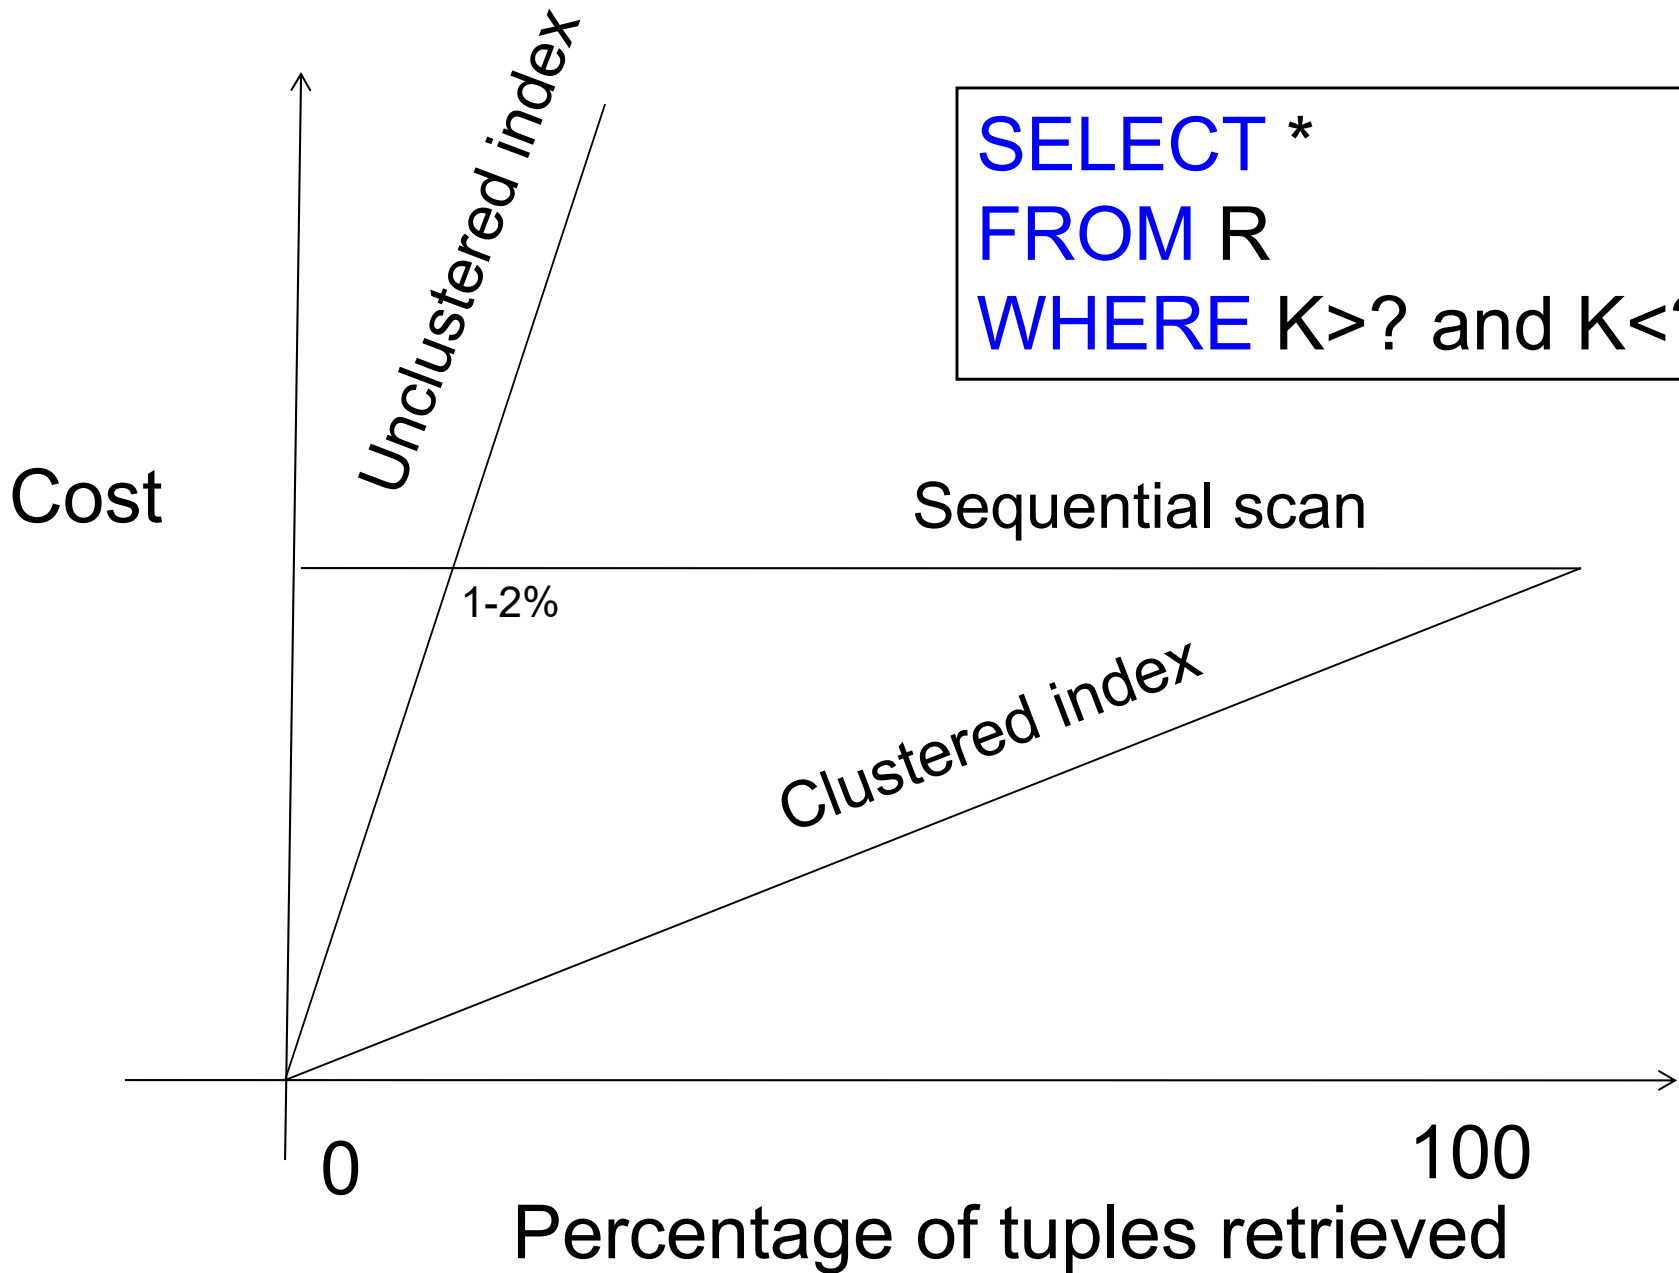 Unclustered index
SELECT *
FROM R
WHERE K>? and K<?
Cost
Sequential scan
1-2%
Clustered index
0
100
Percentage of tuples retrieved